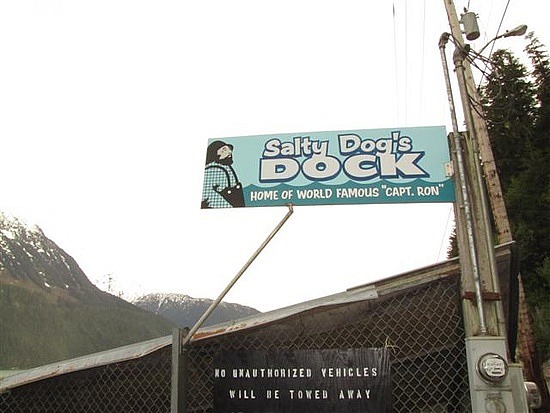 Salty Dog's
DOCK
HOME OF WORLD FAMOUS "CAPT. RON"
NO UNAUTHORIZED VEHICLES
WILL BE TOWED AWAY